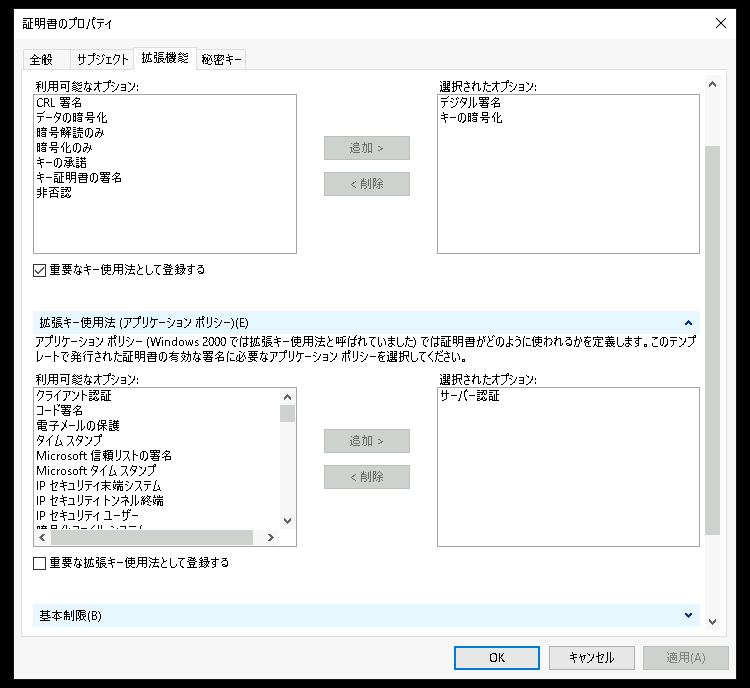 証明書のプロパティ
全般 サブジェクト 拡張機能 秘密キー
利用可能なオプション:
CRL 署名
データの暗号化
暗号解読のみ
暗号化のみ
キーの承諾
キー証明書の署名
非否認
追加 >
< 削除
選択されたオプション:
デジタル署名
キーの暗号化
重要なキー使用法として登録する
拡張キー使用法 (アプリケーション ポリシー)(E)
アプリケーション ポリシー (Windows 2000 では拡張キー使用法と呼ばれていました) では証明書がどのように使われるかを定義します。このテンプ
レートで発行された証明書の有効な署名に必要なアプリケーション ポリシーを選択してください。
利用可能なオプション:
クライアント認証
コード署名
電子メールの保護
タイム スタンプ
Microsoft 信頼リストの署名
Microsoft タイム スタンプ
IP セキュリティ末端システム
IP セキュリティ トンネル終端
IP セキュリティ ユーザー
暗号化ファイル システム
追加 >
< 削除
選択されたオプション:
サーバー認証
重要な拡張キー使用法として登録する
基本制限(B)
OK キャンセル 適用(A)